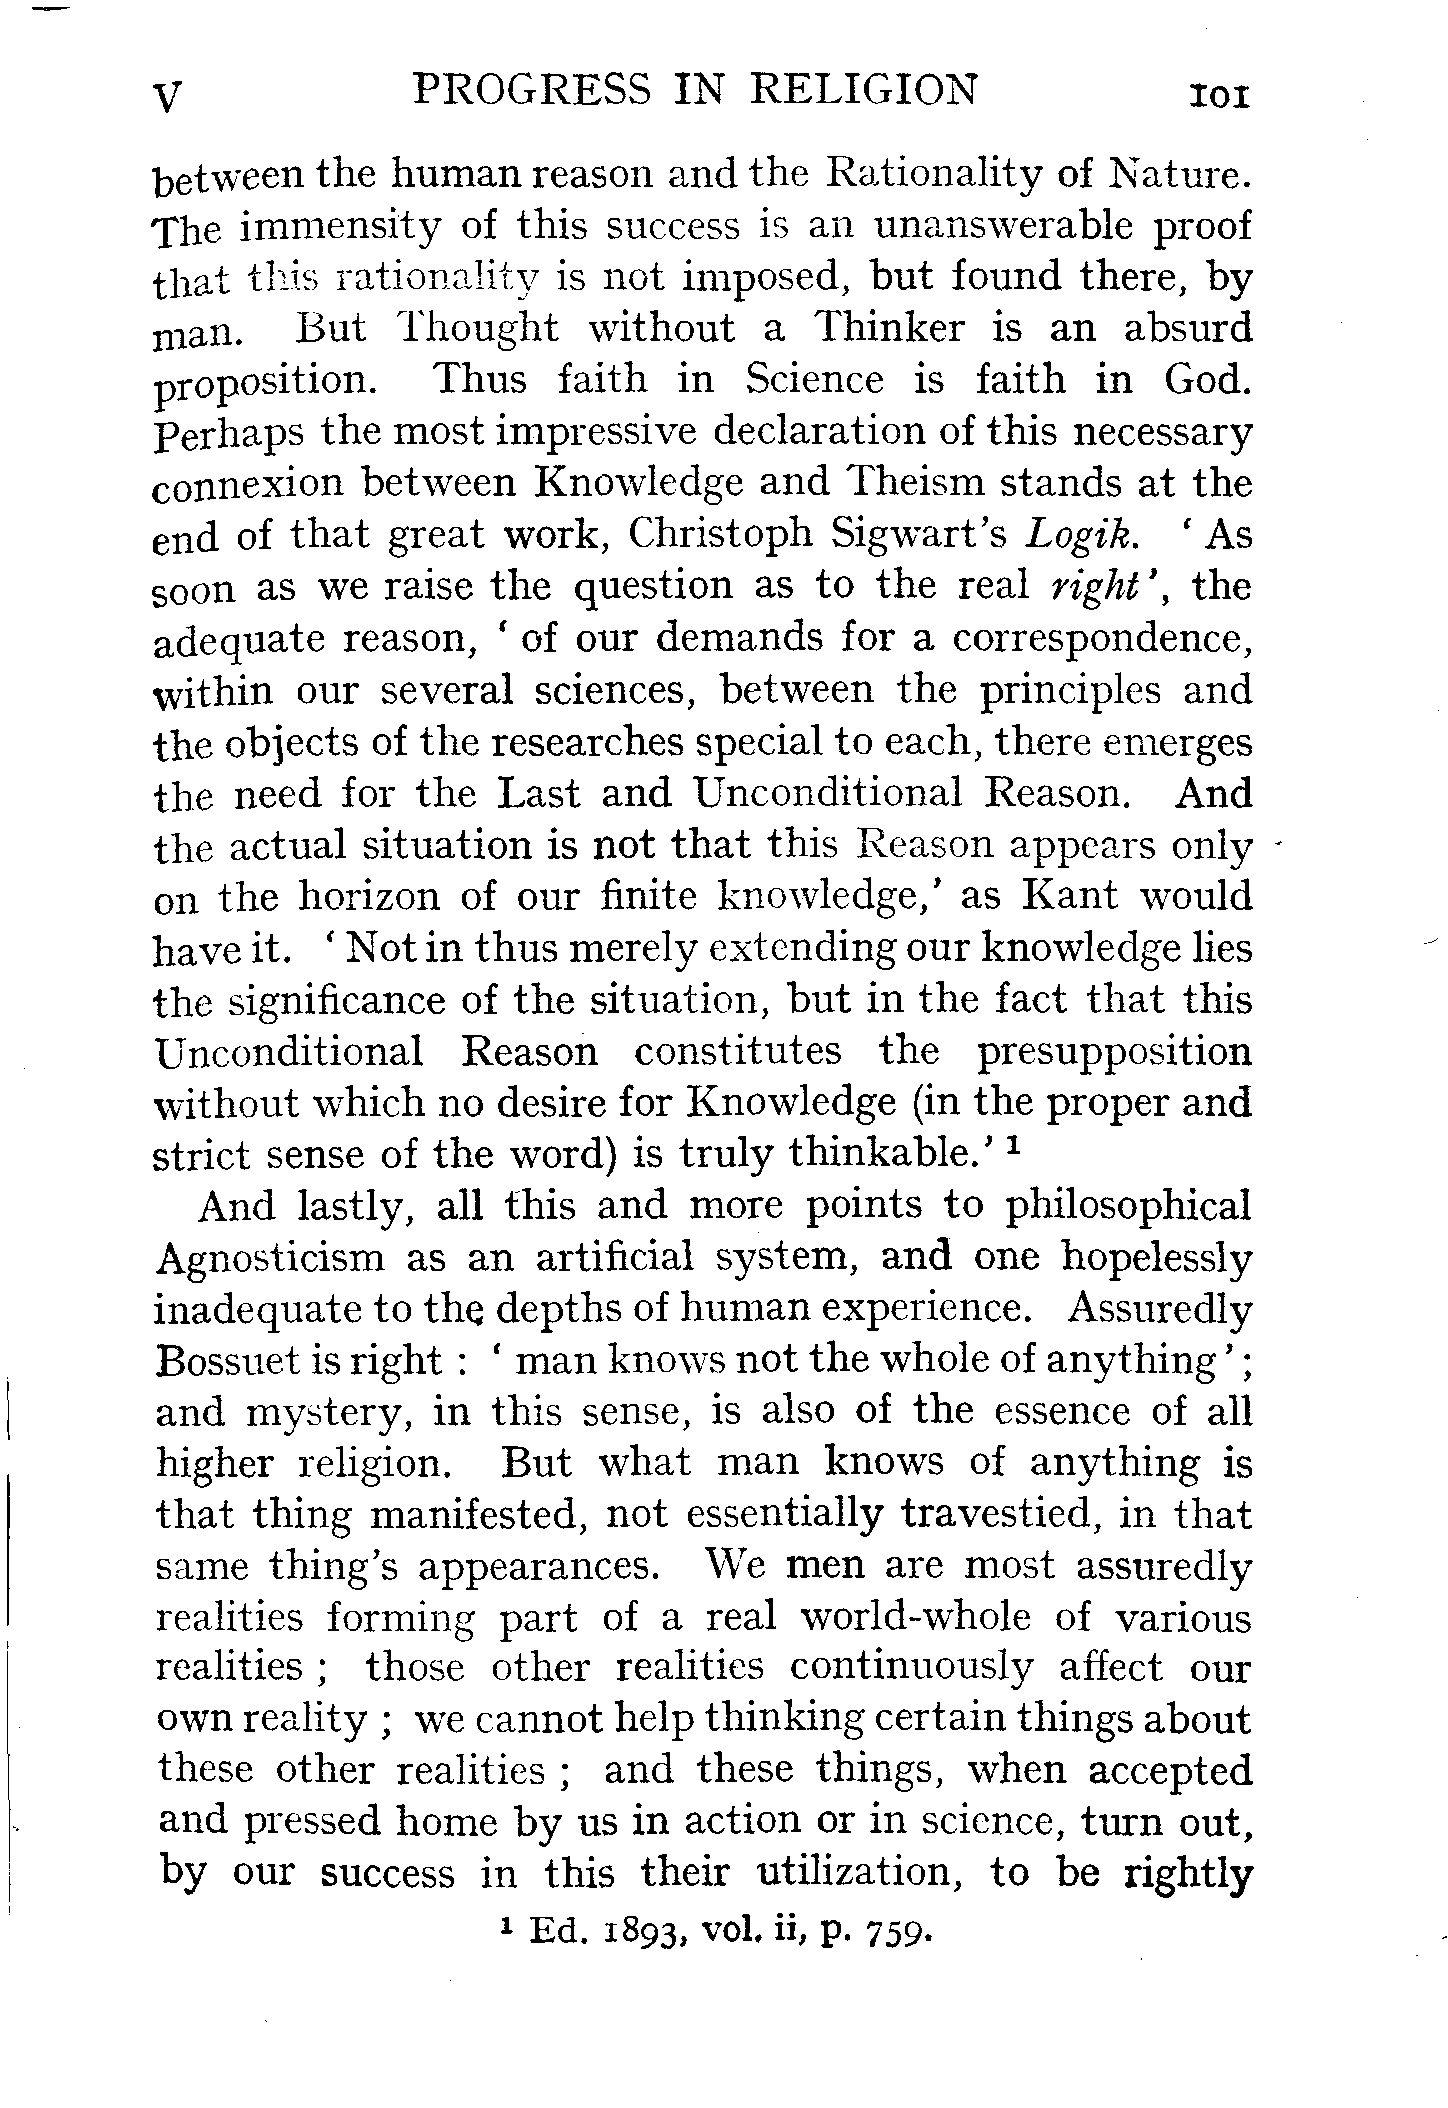 V PROGRESS IN RELIGION 101
between the human reason and the Rationality of Nature.
The immensity of this success is an unanswerable proof
that this rationality is not imposed, but found there, by
man. But Thought without a Thinker is an absurd
proposition. Thus faith in Science is faith in God.
Perhaps the most impressive declaration of this necessary
connexion between Knowledge and Theism stands at the
end of that great work, Christoph Sigwart's Logik. ‘ As
soon as we raise the question as to the real right’, the
adequate reason, ‘ of our demands for a correspondence,
within our several sciences, between the principles and
the objects of the researches special to each, there emerges
the need for the Last and Unconditional Reason. And
the actual situation is not that this Reason appears only
on the horizon of our finite knowledge,’ as Kant would
have it. ‘ Not in thus merely extending our knowledge lies
the significance of the situation, but in the fact that this
Unconditional Reason constitutes the presupposition
without which no desire for Knowledge (in the proper and
strict sense of the word) is truly thinkable.’ 1
And lastly, all this and more points to philosophical
Agnosticism as an artificial system, and one hopelessly
inadequate to the depths of human experience. Assuredly
Bossuet is right : ‘ man knows not the whole of anything’ ;
and mystery, in this sense, is also of the essence of all
higher religion. But what man knows of anything is
that thing manifested, not essentially travestied, in that
same thing's appearances. We men are most assuredly
realities forming part of a real world-whole of various
realities ; those other realities continuously affect our
own reality ; we cannot help thinking certain things about
these other realities ; and these things, when accepted
and pressed home by us in action or in science, turn out,
by our success in this their utilization, to be rightly
1 Ed. 1893, vol. ii, p. 759.